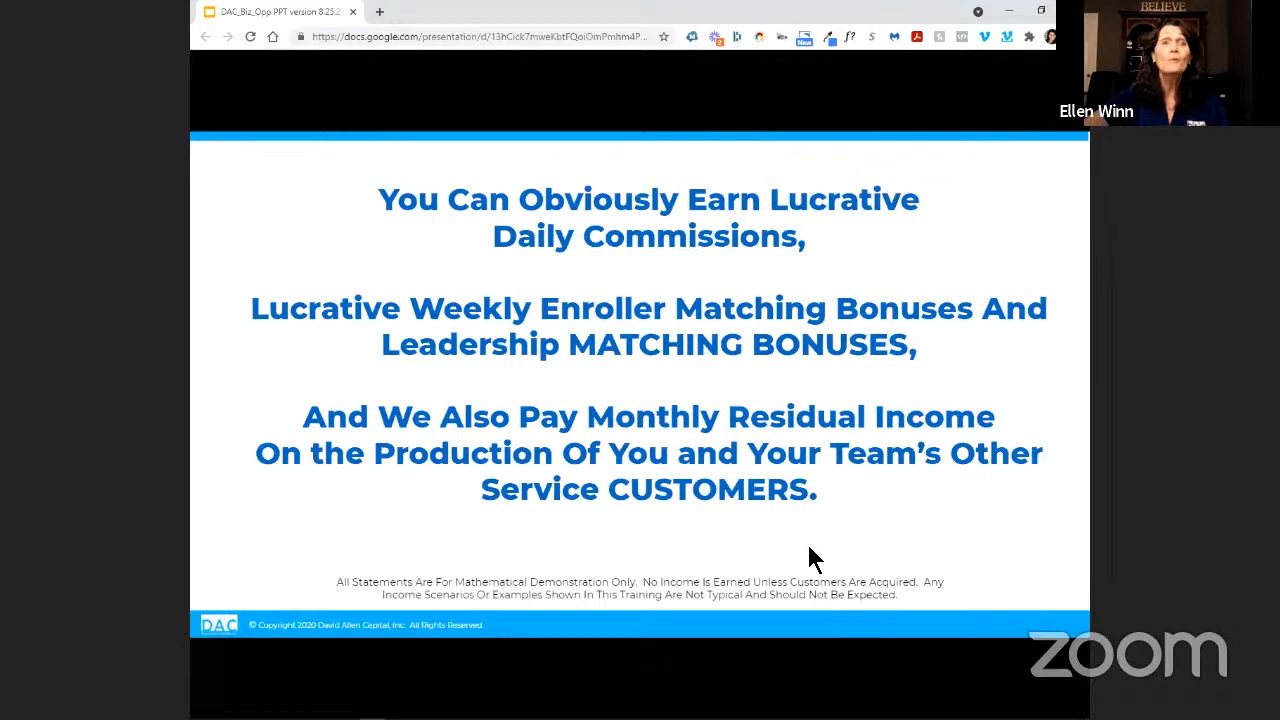 DAC_Biz_Opp PPT version 8.25.2
https://docs.google.com/presentation/d/13hCick7mweKbtFQoiOmPmhm4P...
New
BELIEVE
Ellen Winn
You Can Obviously Earn Lucrative
Daily Commissions,
Lucrative Weekly Enroller Matching Bonuses And
Leadership MATCHING BONUSES,
And We Also Pay Monthly Residual Income
On the Production Of You and Your Team's Other
Service CUSTOMERS.
All Statements Are For Mathematical Demonstration Only. No Income Is Earned Unless Customers Are Acquired. Any
Income Scenarios Or Examples Shown In This Training Are Not Typical And Should Not Be Expected.
DAC
© Copyright 2020 David Allen Capital, Inc. All Rights Reserved.
zoom